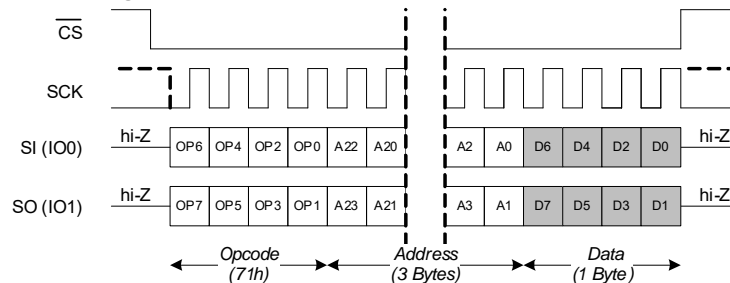 CS
SCK
hi-Z hi-Z
SI (IO0) OP6 OP4 OP2 OP0 A22 A20 A2 A0 D6 D4 D2 D0
hi-Z hi-Z
SO (IO1) OP7 OP5 OP3 OP1 A23 A21 A3 A1 D7 D5 D3 D1
Opcode Address Data
(71h) (3 Bytes) (1 Byte)